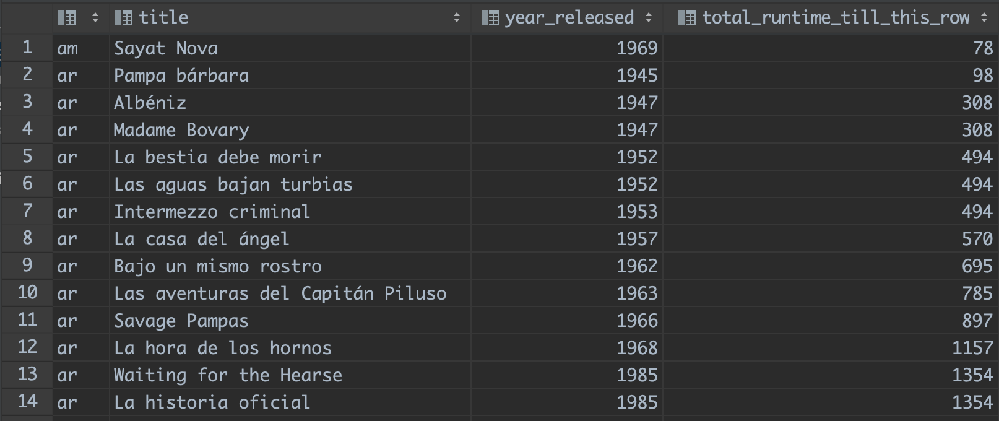 title year_released total_runtime_till_this_row
1 am Sayat Nova 1969 78
2 ar Pampa bárbara 1945 98
3 ar Albéniz 1947 308
4 ar Madame Bovary 1947 308
5 ar La bestia debe morir 1952 494
6 ar Las aguas bajan turbias 1952 494
7 ar Intermezzo criminal 1953 494
8 ar La casa del ángel 1957 570
9 ar Bajo un mismo rostro 1962 695
10 ar Las aventuras del Capitán Piluso 1963 785
11 ar Savage Pampas 1966 897
12 ar La hora de los hornos 1968 1157
13 ar Waiting for the Hearse 1985 1354
14 ar La historia oficial 1985 1354